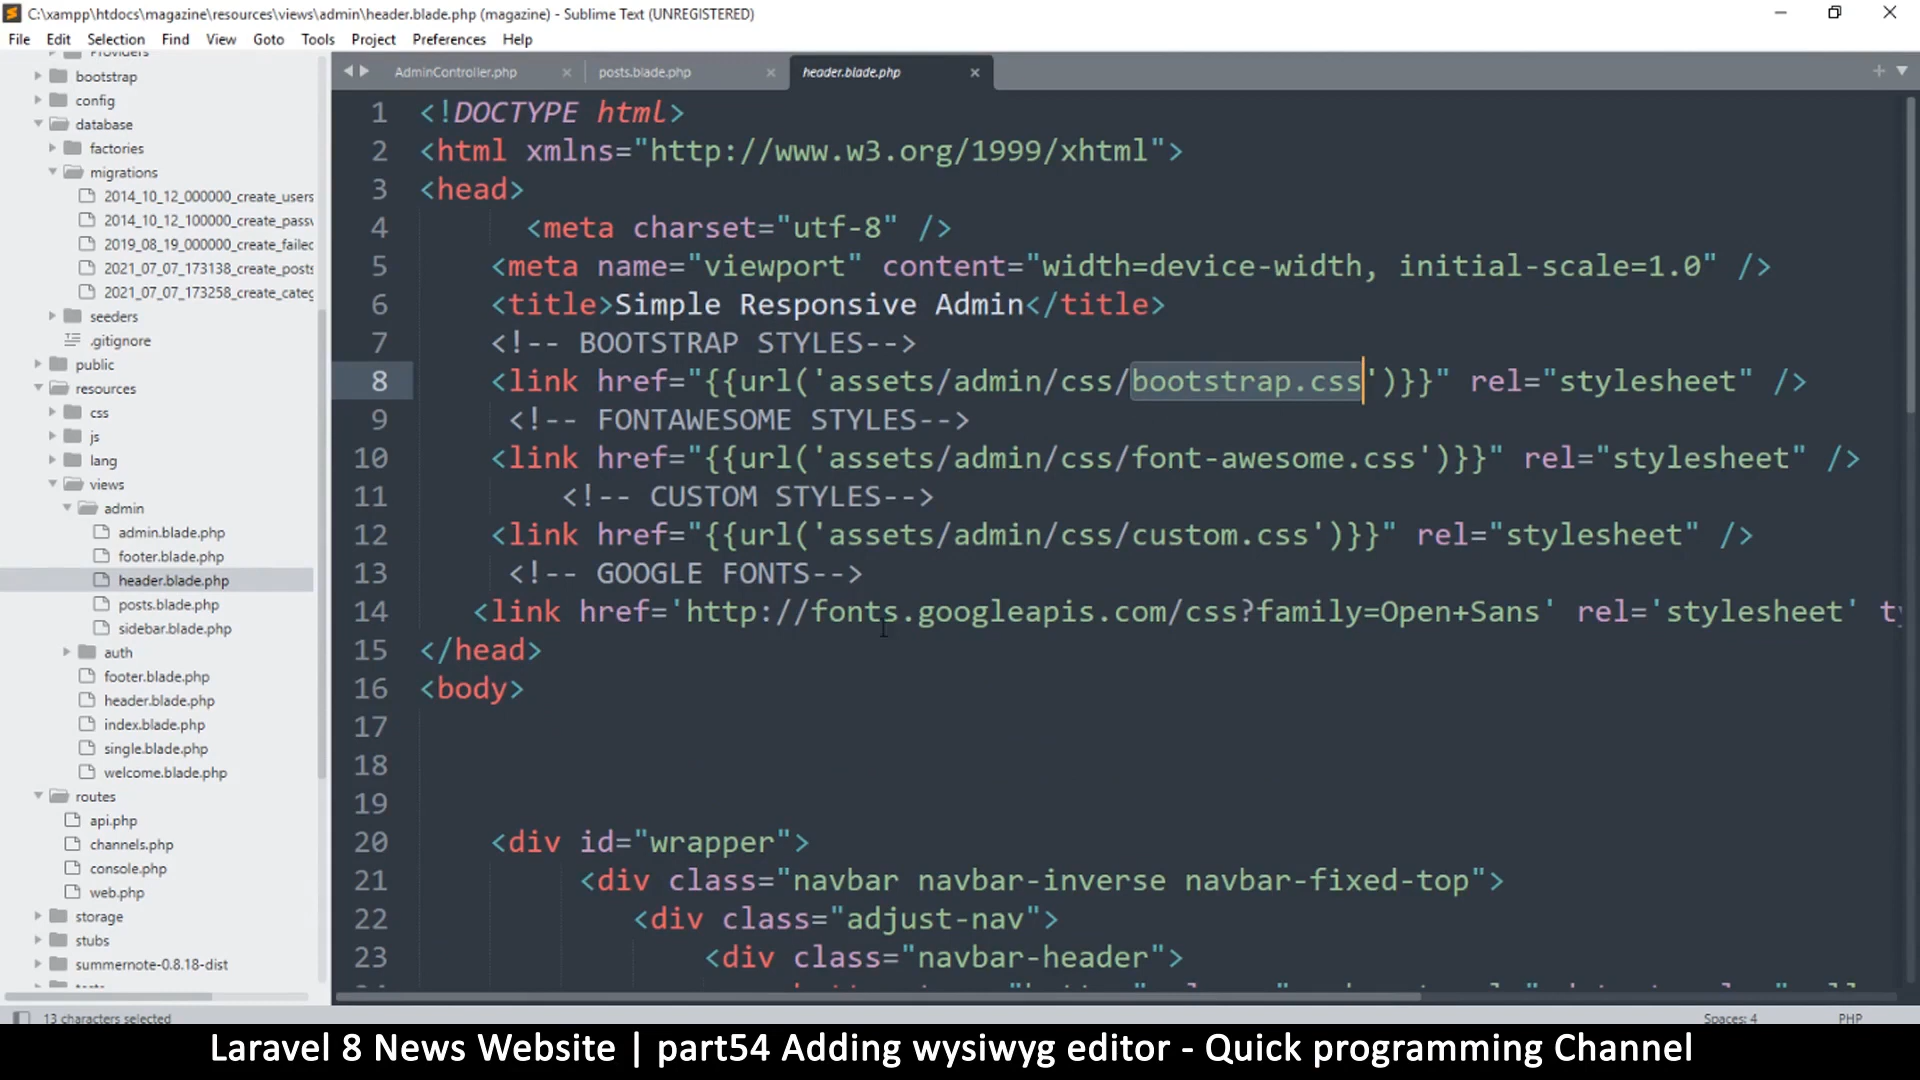 C:\xampp\htdocs\magazine\resources\views\admin\header.blade.php (magazine) - Sublime Text (UNREGISTERED)
File Edit Selection Find View Goto Tools Project Preferences Help
Providers
bootstrap
config
database
factories
migrations
2014_10_12_000000_create_users
2014_10_12_100000_create_passw
2019_08_19_000000_create_failed
2021_07_07_173138_create_posts
2021_07_07_173258_create_categ
seeders
.gitignore
public
resources
css
js
lang
views
admin
admin.blade.php
footer.blade.php
header.blade.php
posts.blade.php
sidebar.blade.php
auth
footer.blade.php
header.blade.php
index.blade.php
single.blade.php
welcome.blade.php
routes
api.php
channels.php
console.php
web.php
storage
stubs
summernote-0.8.18-dist
AdminController.php posts.blade.php header.blade.php
1 <!DOCTYPE html>
2 <html xmlns="http://www.w3.org/1999/xhtml">
3 <head>
4 <meta charset="utf-8" />
5 <meta name="viewport" content="width=device-width, initial-scale=1.0" />
6 <title>Simple Responsive Admin</title>
7 <!-- BOOTSTRAP STYLES-->
8 <link href="{{url('assets/admin/css/bootstrap.css')}}" rel="stylesheet" />
9 <!-- FONTAWESOME STYLES-->
10 <link href="{{url('assets/admin/css/font-awesome.css')}}" rel="stylesheet" />
11 <!-- CUSTOM STYLES-->
12 <link href="{{url('assets/admin/css/custom.css')}}" rel="stylesheet" />
13 <!-- GOOGLE FONTS-->
14 <link href='http://fonts.googleapis.com/css?family=Open+Sans' rel='stylesheet' ty
15 </head>
16 <body>
17
18
19
20 <div id="wrapper">
21 <div class="navbar navbar-inverse navbar-fixed-top">
22 <div class="adjust-nav">
23 <div class="navbar-header">
13 characters selected Spaces: 4 PHP
Laravel 8 News Website | part54 Adding wysiwyg editor - Quick programming Channel